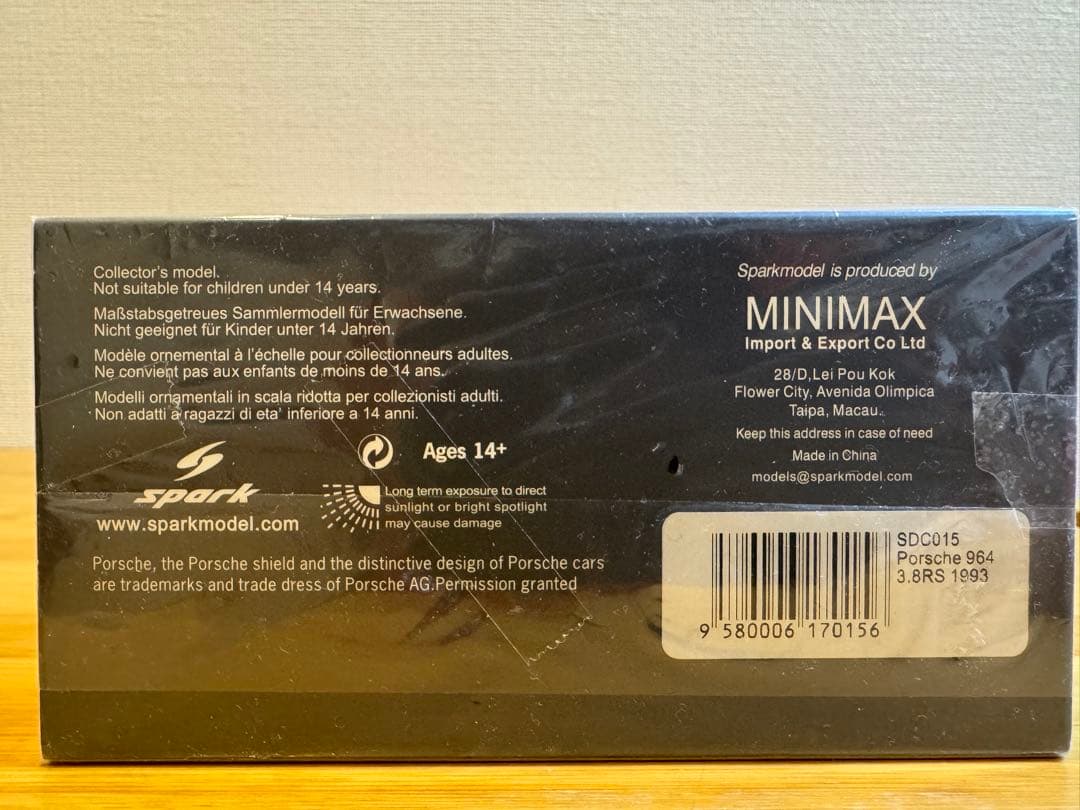 Collector's model.
Not suitable for children under 14 years.
Maßstabsgetreues Sammlermodell für Erwachsene.
Nicht geeignet für Kinder unter 14 Jahren.
Modèle ornemental à l'échelle pour collectionneurs adultes.
Ne convient pas aux enfants de moins de 14 ans.
Modelli ornamentali in scala ridotta per collezionisti adulti.
Non adatti a ragazzi di eta' inferiore a 14 anni.
Ages 14+
spark
www.sparkmodel.com
Long term exposure to direct
sunlight or bright spotlight
may cause damage
Porsche, the Porsche shield and the distinctive design of Porsche cars
are trademarks and trade dress of Porsche AG.Permission granted
Sparkmodel is produced by
MINIMAX
Import & Export Co Ltd
28/D,Lei Pou Kok
Flower City, Avenida Olimpica
Taipa, Macau.
Keep this address in case of need
Made in China
models@sparkmodel.com
SDC015
Porsche 964
3.8RS 1993
9 580006 170156